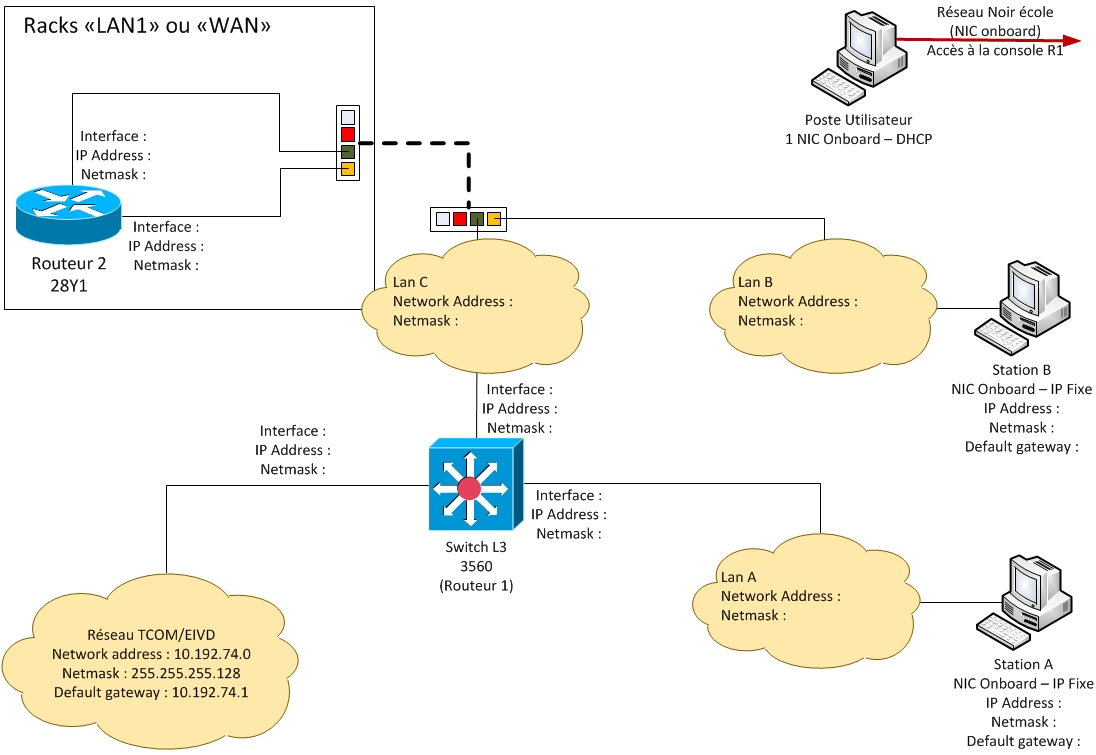 Racks «LAN1» ou «WAN»
Interface :
IP Address :
Netmask :
Interface :
IP Address :
Netmask :
Routeur 2
28Y1
Réseau Noir école
(NIC onboard)
Accès à la console R1
Poste Utilisateur
1 NIC Onboard – DHCP
Lan C
Network Address :
Netmask :
Lan B
Network Address :
Netmask :
Station B
NIC Onboard – IP Fixe
IP Address :
Netmask :
Default gateway :
Interface :
IP Address :
Netmask :
Interface :
IP Address :
Netmask :
Interface :
IP Address :
Netmask :
Switch L3
3560
(Routeur 1)
Lan A
Network Address :
Netmask :
Réseau TCOM/EIVD
Network address : 10.192.74.0
Netmask : 255.255.255.128
Default gateway : 10.192.74.1
Station A
NIC Onboard – IP Fixe
IP Address :
Netmask :
Default gateway :